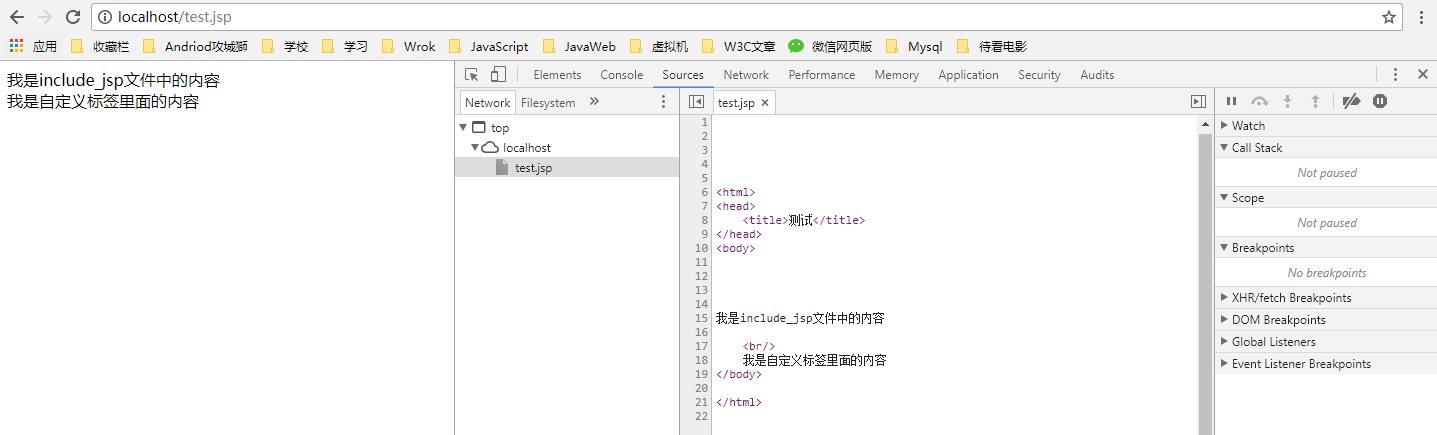 localhost/test.jsp
应用 收藏栏 Andriod攻城狮 学校 学习 Wrok JavaScript JavaWeb 虚拟机 W3C文章 微信网页版 Mysql 待看电影
我是include_jsp文件中的内容
我是自定义标签里面的内容
Elements Console Sources Network Performance Memory Application Security Audits
Network Filesystem »
top
localhost
test.jsp
test.jsp ×
1
2
3
4
5
6 <html>
7 <head>
8 <title>测试</title>
9 </head>
10 <body>
11
12
13
14
15 我是include_jsp文件中的内容
16
17 <br/>
18 我是自定义标签里面的内容
19 </body>
20
21 </html>
22
Watch
Call Stack
Not paused
Scope
Not paused
Breakpoints
No breakpoints
XHR/fetch Breakpoints
DOM Breakpoints
Global Listeners
Event Listener Breakpoints